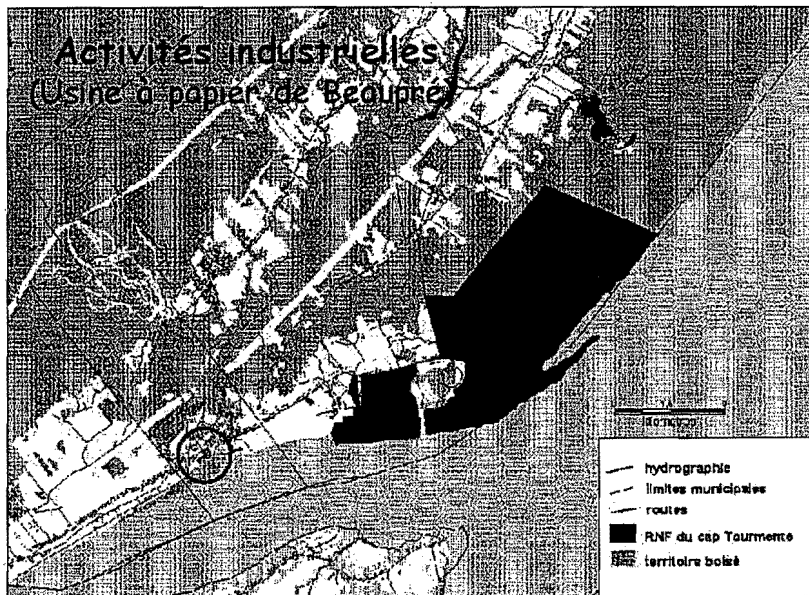 Activités industrielles
(Usine à papier de Beaupré)
hydrographie
limites municipales
routes
RNF du cap Tourmente
territoire boisé